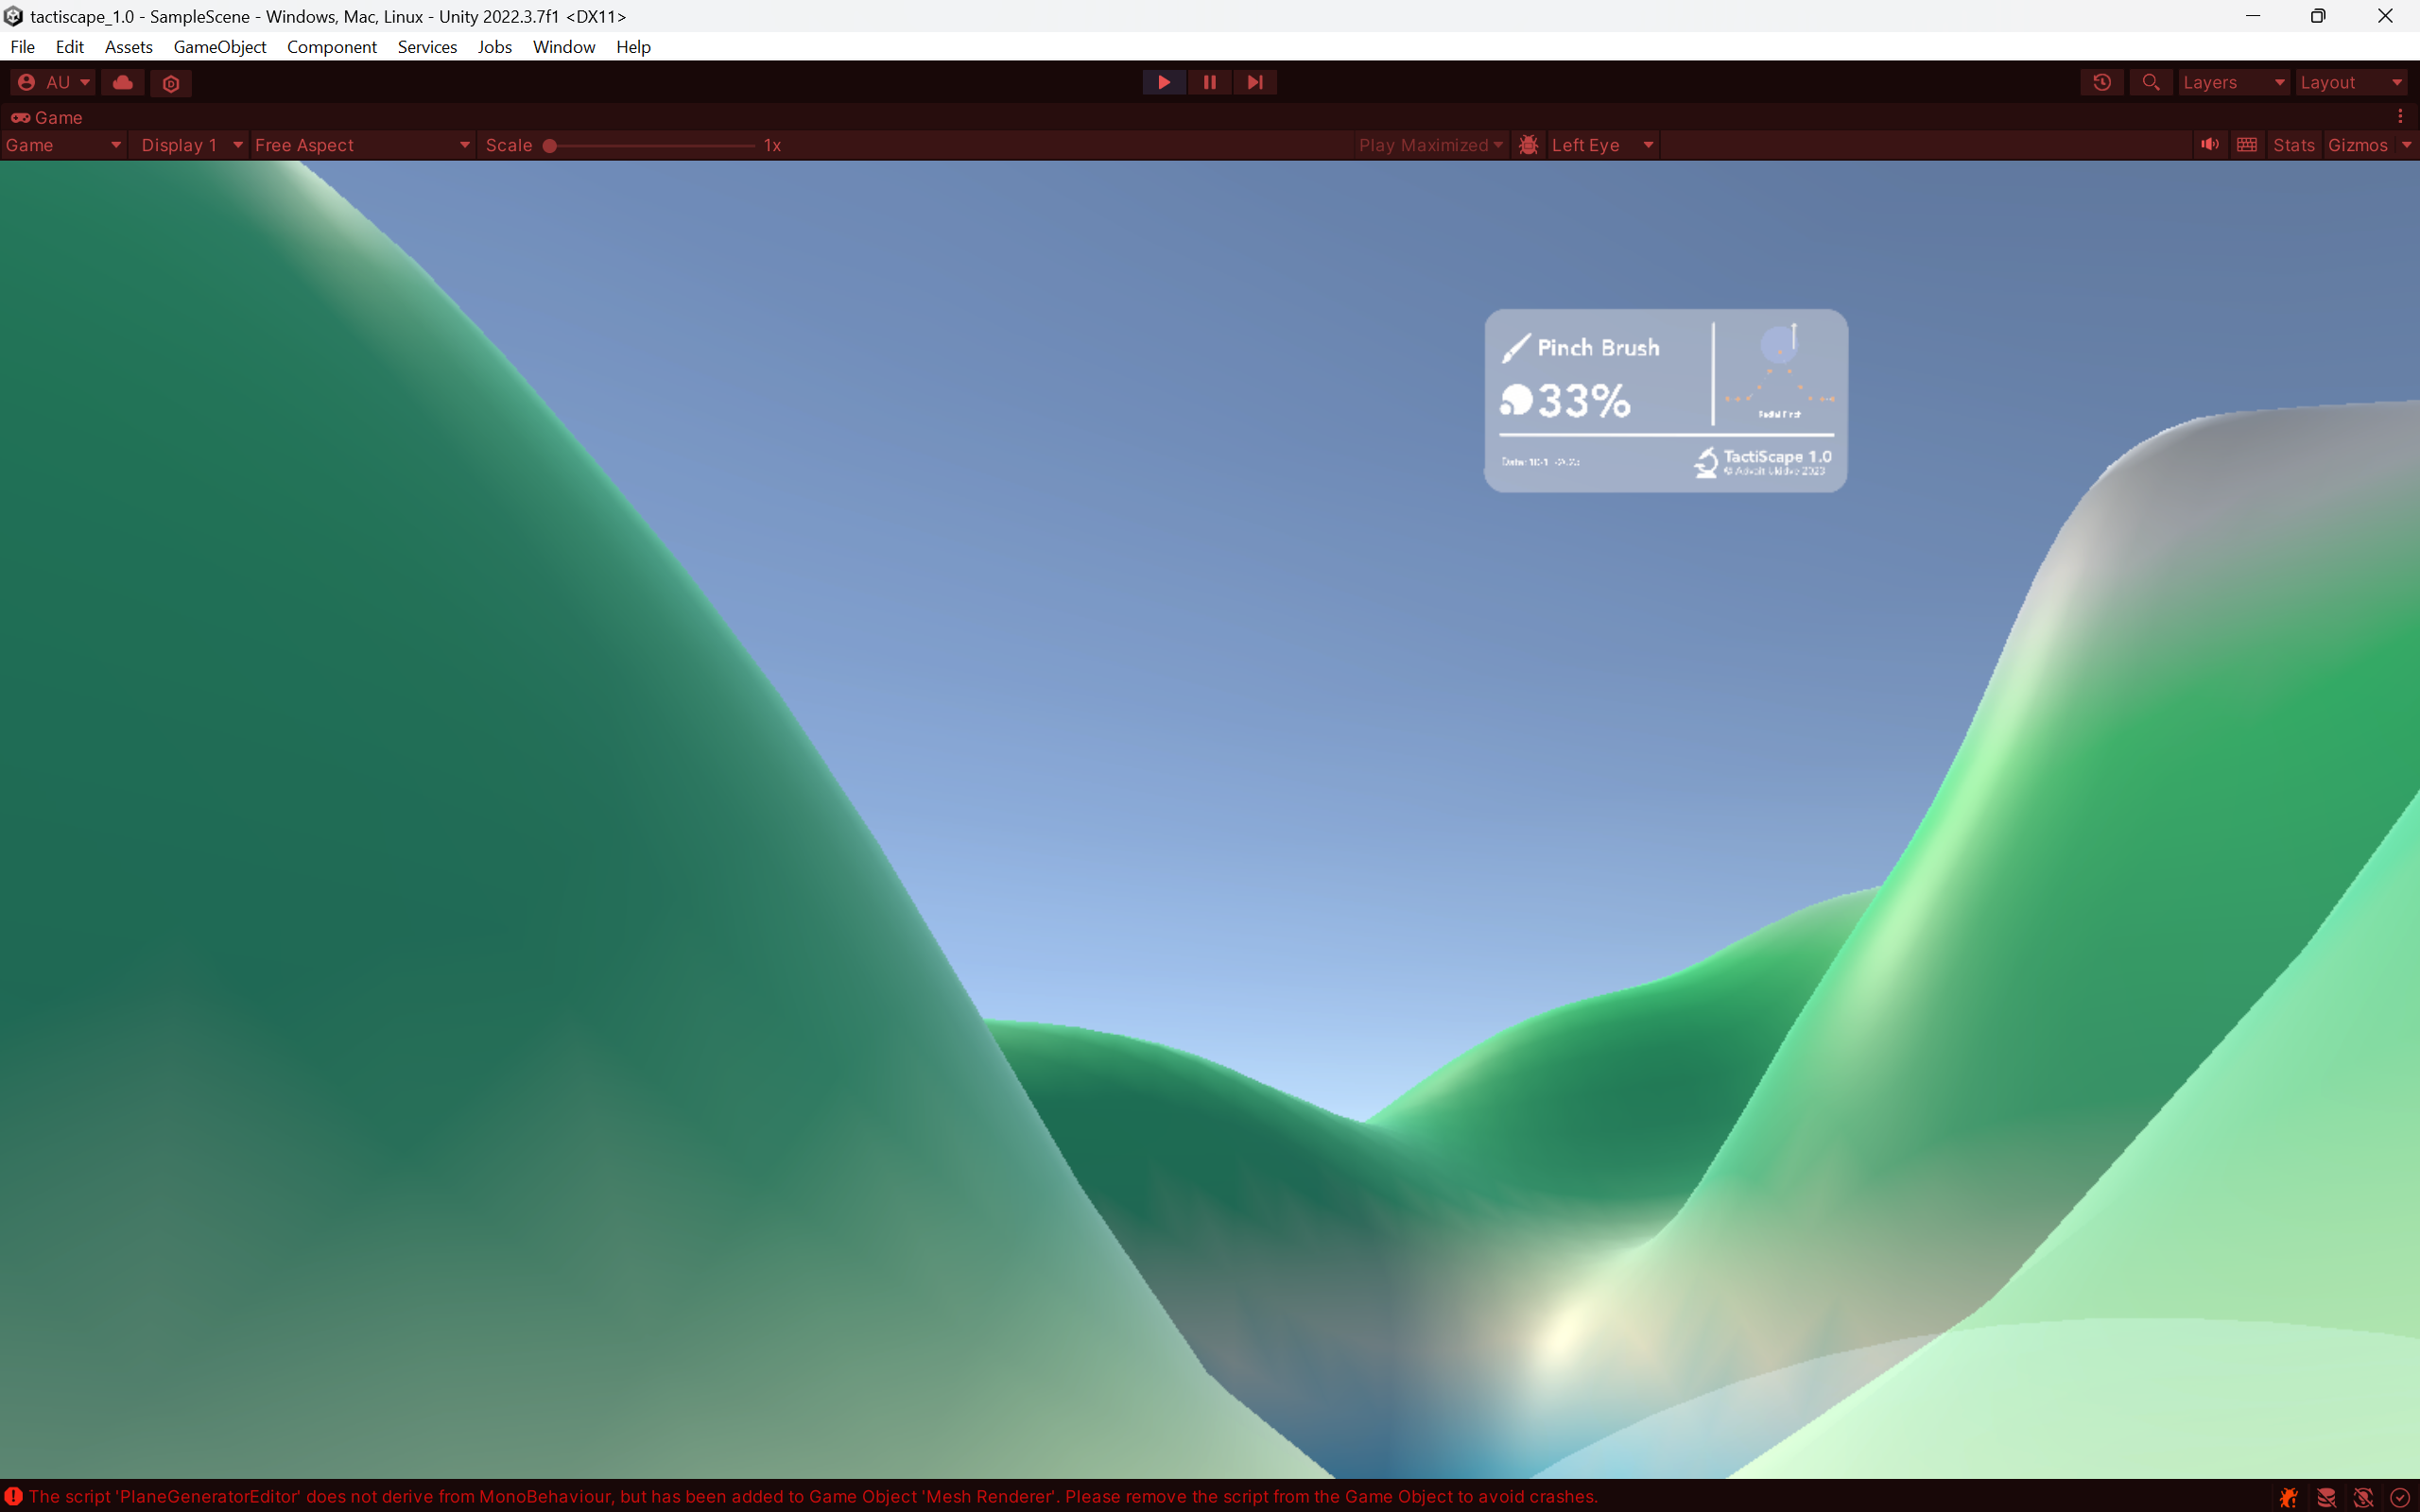 tactiscape_1.0 - SampleScene - Windows, Mac, Linux - Unity 2022.3.7f1 <DX11>
File Edit Assets GameObject Component Services Jobs Window Help
AU Layers Layout
Game
Game Display 1 Free Aspect Scale 1x Play Maximized Left Eye Stats Gizmos
Pinch Brush
33%
TactiScape 1.0
2023
The script 'PlaneGeneratorEditor' does not derive from MonoBehaviour, but has been added to Game Object 'Mesh Renderer'. Please remove the script from the Game Object to avoid crashes.